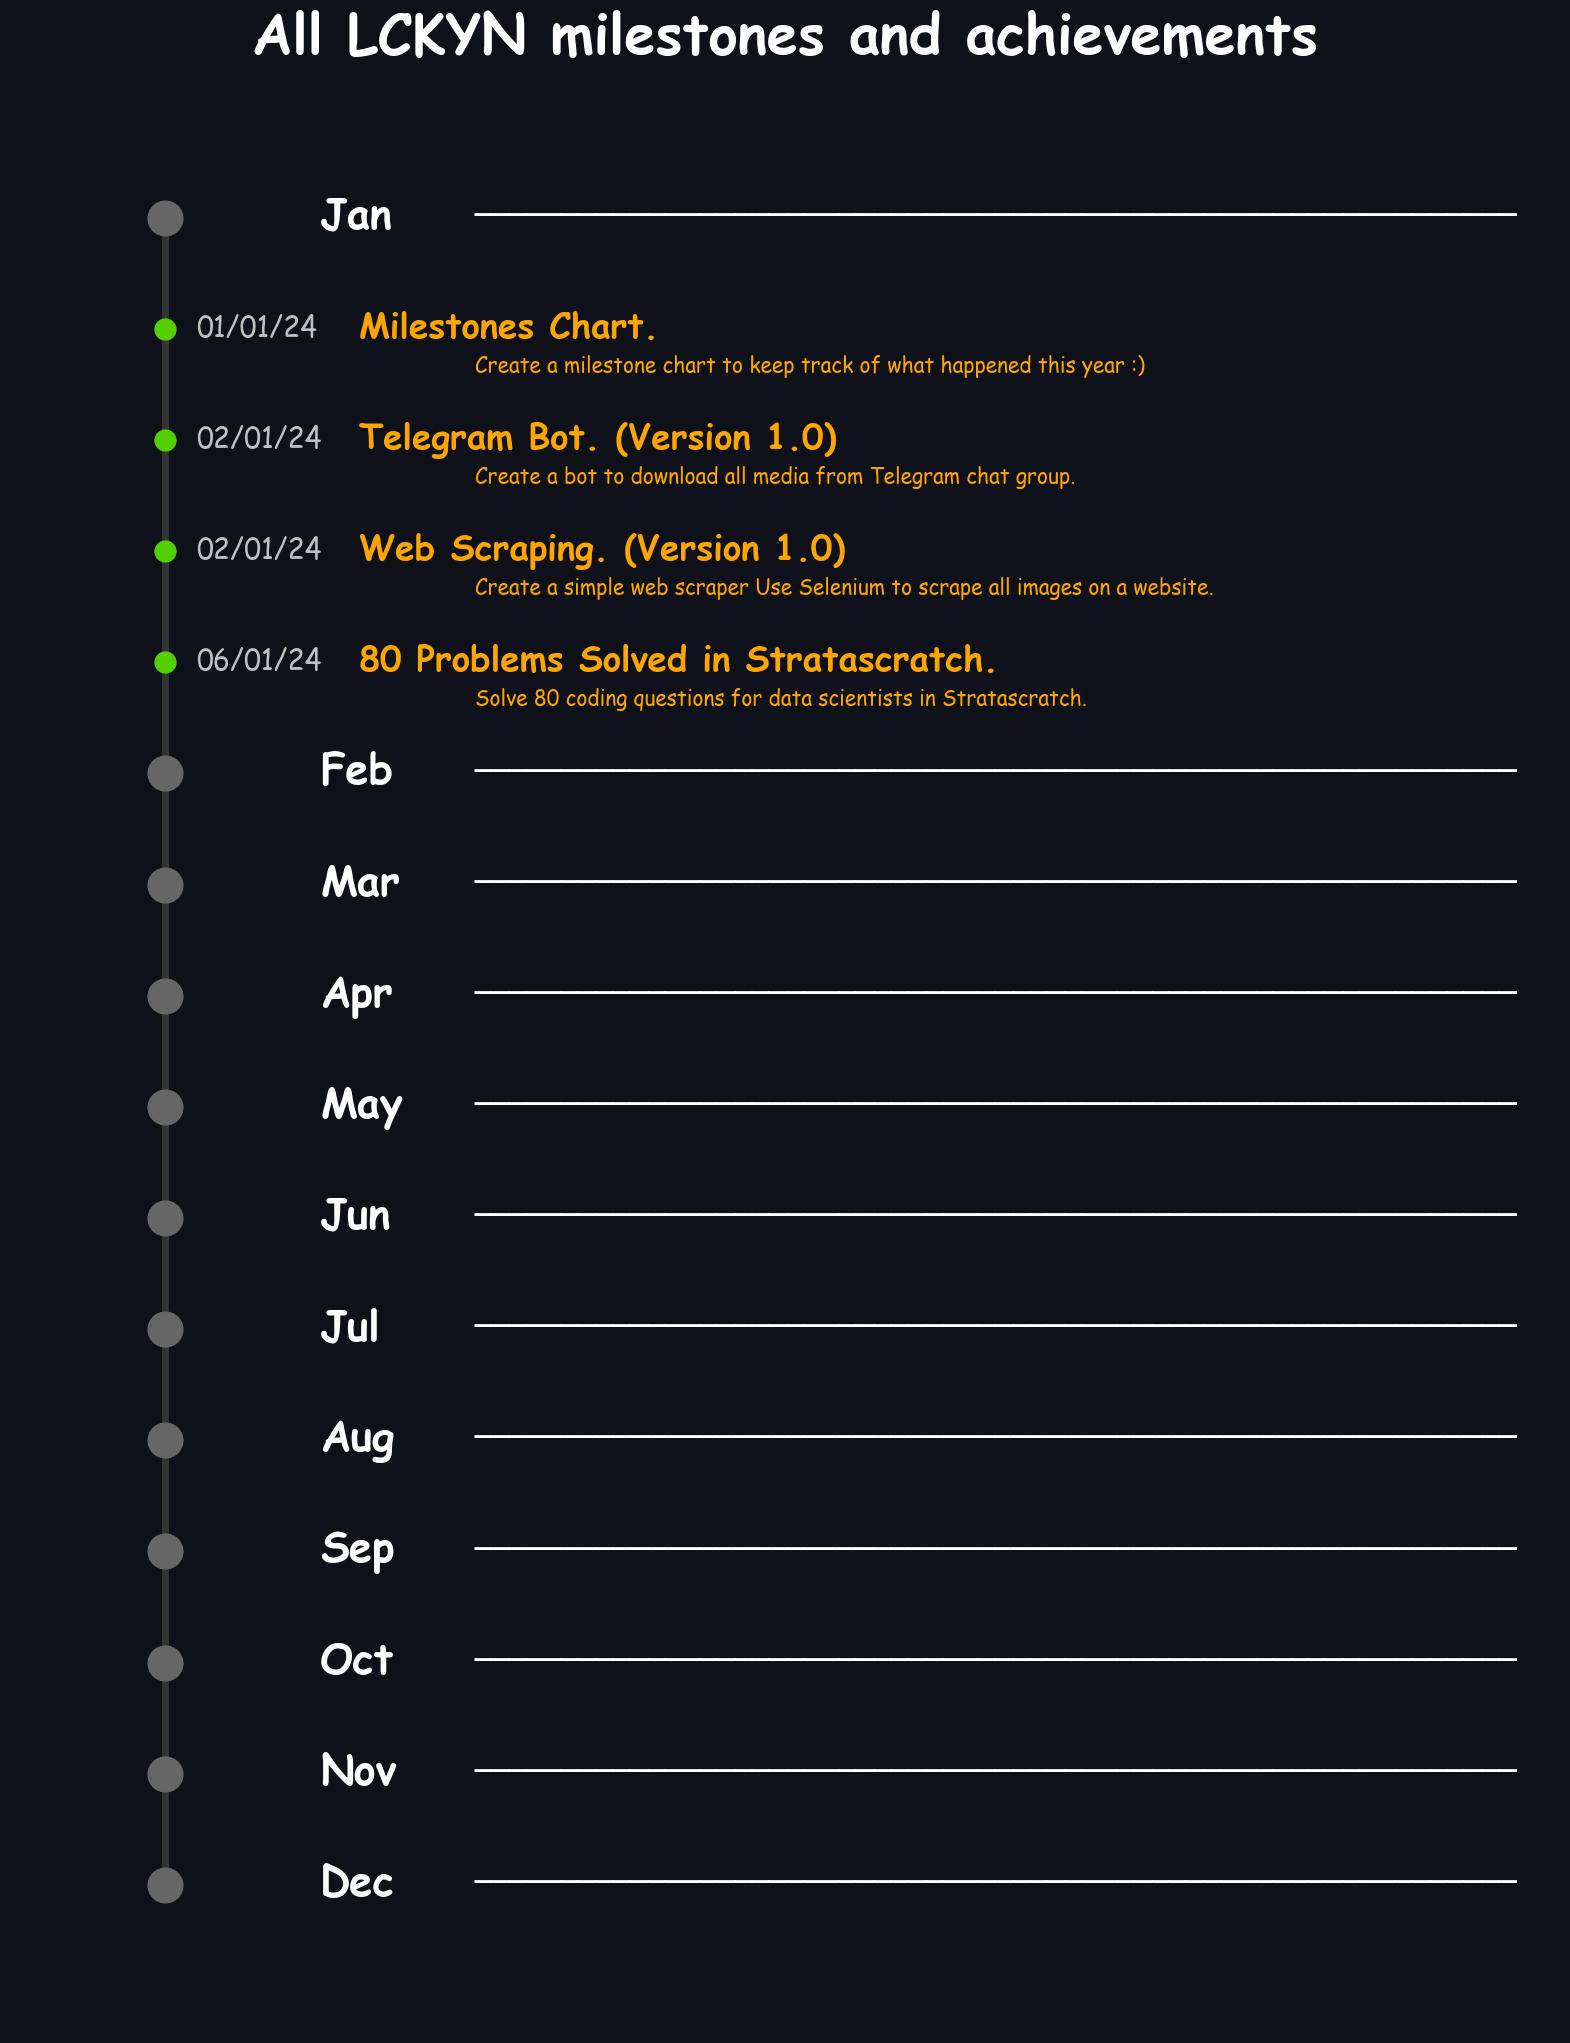 All LCKYN milestones and achievements
Jan
01/01/24 Milestones Chart.
Create a milestone chart to keep track of what happened this year :)
02/01/24 Telegram Bot. (Version 1.0)
Create a bot to download all media from Telegram chat group.
02/01/24 Web Scraping. (Version 1.0)
Create a simple web scraper Use Selenium to scrape all images on a website.
06/01/24 80 Problems Solved in Stratascratch.
Solve 80 coding questions for data scientists in Stratascratch.
Feb
Mar
Apr
May
Jun
Jul
Aug
Sep
Oct
Nov
Dec